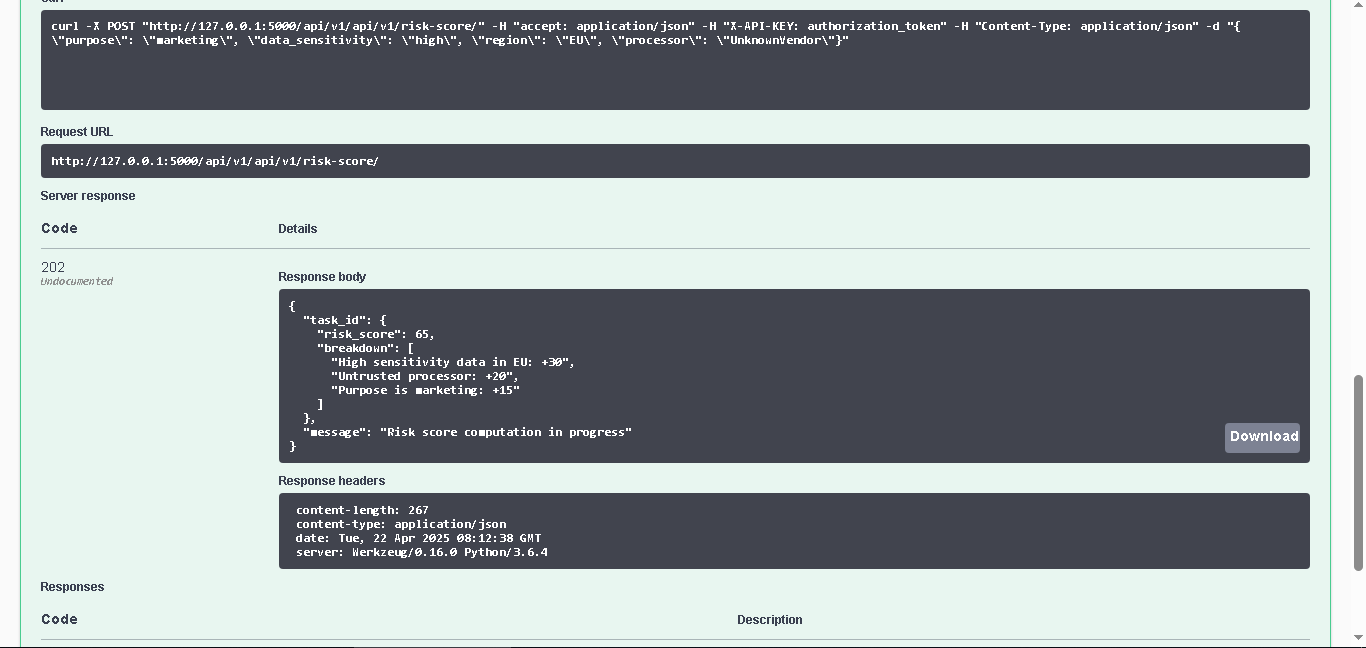 curl -X POST "http://127.0.0.1:5000/api/v1/api/v1/risk-score/" -H "accept: application/json" -H "X-API-KEY: authorization_token" -H "Content-Type: application/json" -d "{
\"purpose\": \"marketing\", \"data_sensitivity\": \"high\", \"region\": \"EU\", \"processor\": \"UnknownVendor\"}"
Request URL
http://127.0.0.1:5000/api/v1/api/v1/risk-score/
Server response
Code Details
202
Undocumented
Response body
{
"task_id": {
"risk_score": 65,
"breakdown": [
"High sensitivity data in EU: +30",
"Untrusted processor: +20",
"Purpose is marketing: +15"
]
},
"message": "Risk score computation in progress"
}
Download
Response headers
content-length: 267
content-type: application/json
date: Tue, 22 Apr 2025 08:12:38 GMT
server: Werkzeug/0.16.0 Python/3.6.4
Responses
Code Description